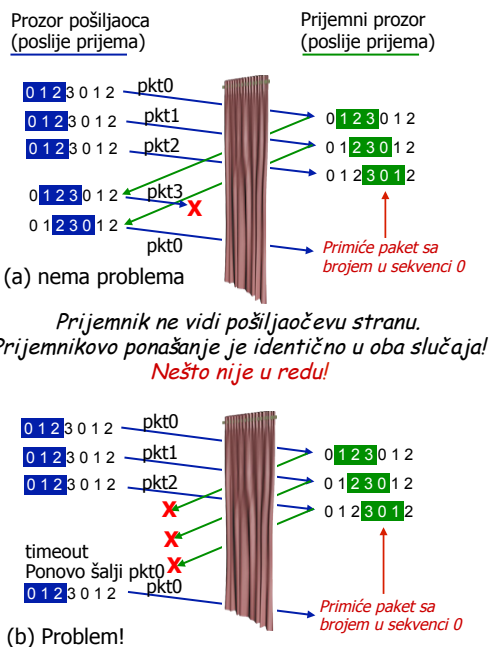 Prozor pošiljaoca
(poslije prijema)
Prijemni prozor
(poslije prijema)
0 1 2 3 0 1 2
pkt0
0 1 2 3 0 1 2
pkt1
0 1 2 3 0 1 2
pkt2
0 1 2 3 0 1 2
0 1 2 3 0 1 2
0 1 2 3 0 1 2
0 1 2 3 0 1 2
pkt3
X
0 1 2 3 0 1 2
pkt0
Primiće paket sa
brojem u sekvenci 0
(a) nema problema
Prijemnik ne vidi pošiljaočevu stranu.
Prijemnikovo ponašanje je identično u oba slučaja!
Nešto nije u redu!
0 1 2 3 0 1 2
pkt0
0 1 2 3 0 1 2
pkt1
0 1 2 3 0 1 2
pkt2
0 1 2 3 0 1 2
0 1 2 3 0 1 2
0 1 2 3 0 1 2
X
X
X
timeout
Ponovo šalji pkt0
0 1 2 3 0 1 2
pkt0
Primiće paket sa
brojem u sekvenci 0
(b) Problem!